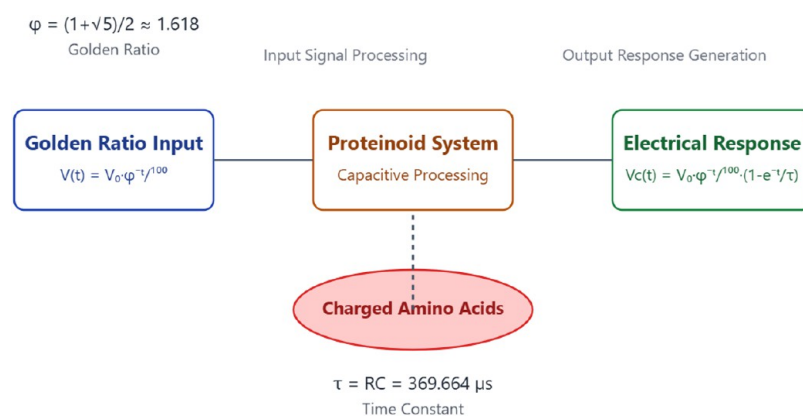 φ = (1+√5)/2 ≈ 1.618
Golden Ratio
Input Signal Processing
Output Response Generation
Golden Ratio Input
V(t) = V₀·φ⁻ᵗ/¹⁰⁰
Proteinoid System
Capacitive Processing
Electrical Response
Vc(t) = V₀·φ⁻ᵗ/¹⁰⁰·(1-e⁻ᵗ/τ)
Charged Amino Acids
τ = RC = 369.664 μs
Time Constant